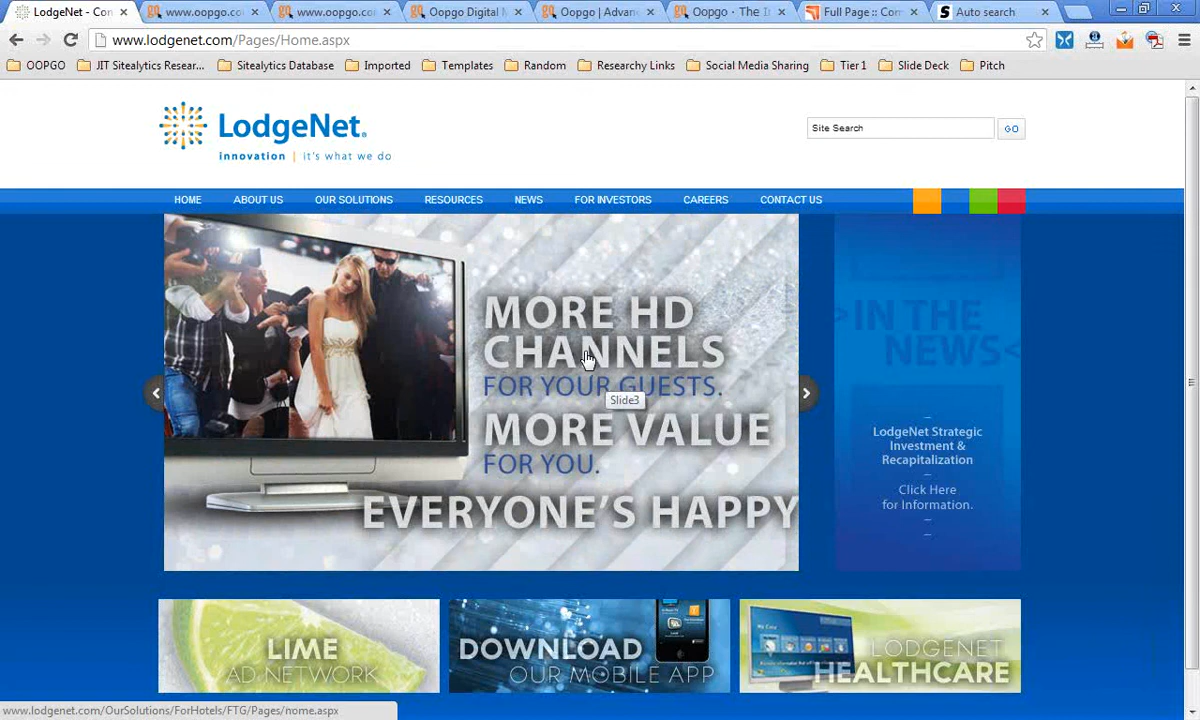 LodgeNet - Con
www.oopgo.co
www.oopgo.com
Oopgo Digital M
Oopgo | Advan
Oopgo - The I
Full Page :: Com
Auto search
www.lodgenet.com/Pages/Home.aspx
OOPGO
JIT Sitealytics Resear...
Sitealytics Database
Imported
Templates
Random
Researchy Links
Social Media Sharing
Tier 1
Slide Deck
Pitch
LodgeNet®
innovation | it's what we do
Site Search
GO
HOME
ABOUT US
OUR SOLUTIONS
RESOURCES
NEWS
FOR INVESTORS
CAREERS
CONTACT US
MORE HD
CHANNELS
FOR YOUR GUESTS.
Slide3
MORE VALUE
FOR YOU.
EVERYONE'S HAPPY
>IN THE
NEWS<
LodgeNet Strategic
Investment &
Recapitalization
Click Here
for Information.
LIME
AD NETWORK
DOWNLOAD
OUR MOBILE APP
LODGENET
HEALTHCARE
www.lodgenet.com/OurSolutions/ForHotels/FTG/Pages/home.aspx